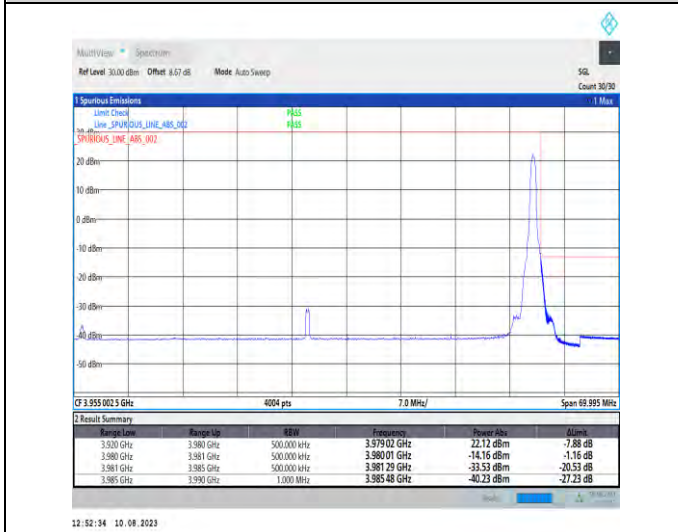 MultiView Spectrum
Ref Level 30.00 dBm Offset 8.67 dB Mode Auto Sweep SGL
Count 30/30
1 Spurious Emissions 1 Max
Limit Check PASS
Line _SPURIOUS_LINE_ABS_002 PASS
_SPURIOUS_LINE_ABS_002
20 dBm
10 dBm
0 dBm
-10 dBm
-20 dBm
-30 dBm
-40 dBm
-50 dBm
CF 3.955 002 5 GHz 4004 pts 7.0 MHz/ Span 69.995 MHz
2 Result Summary
Range Low Range Up RBW Frequency Power Abs ΔLimit
3.920 GHz 3.980 GHz 500.000 kHz 3.979 02 GHz 22.12 dBm -7.88 dB
3.980 GHz 3.981 GHz 500.000 kHz 3.980 01 GHz -14.16 dBm -1.16 dB
3.981 GHz 3.985 GHz 500.000 kHz 3.981 29 GHz -33.53 dBm -20.53 dB
3.985 GHz 3.990 GHz 1.000 MHz 3.985 48 GHz -40.23 dBm -27.23 dB
12:52:34 10.08.2023